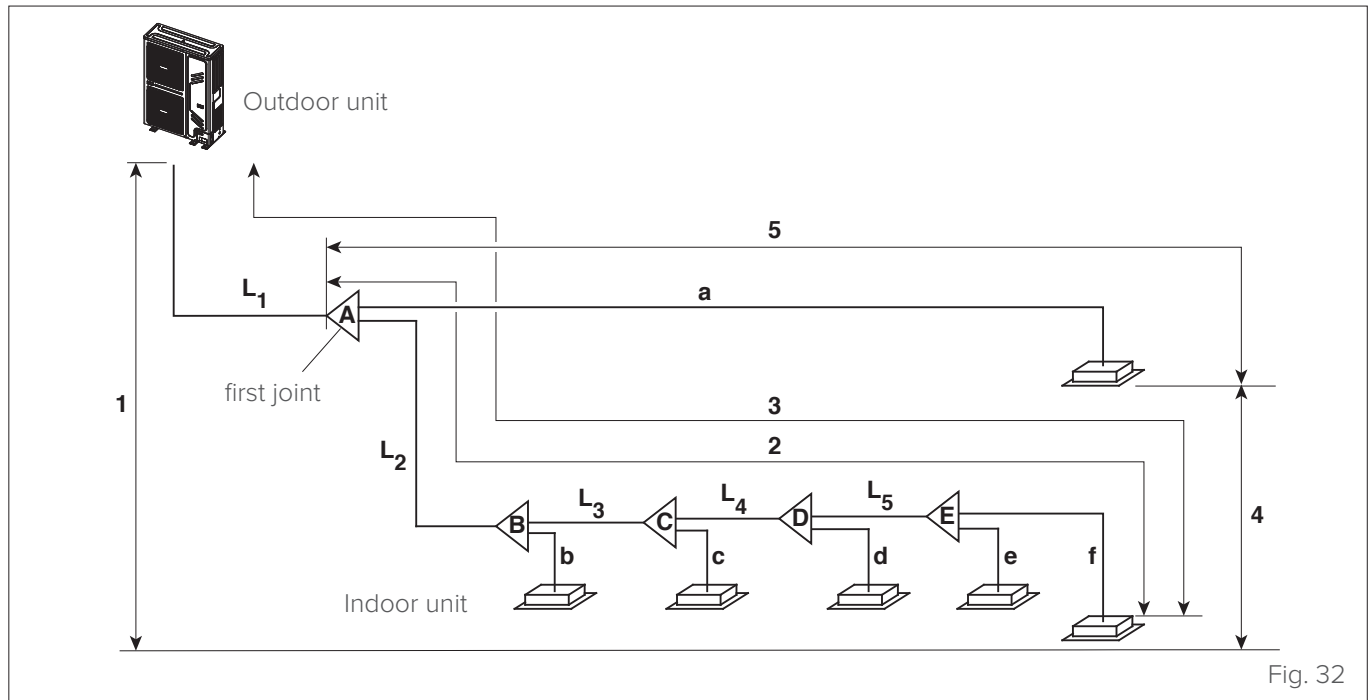 Outdoor unit
5
L1
A
a
first joint
1
3
2
L2
L3
L4
L5
B
C
D
E
4
b
c
d
e
f
Indoor unit
Fig. 32